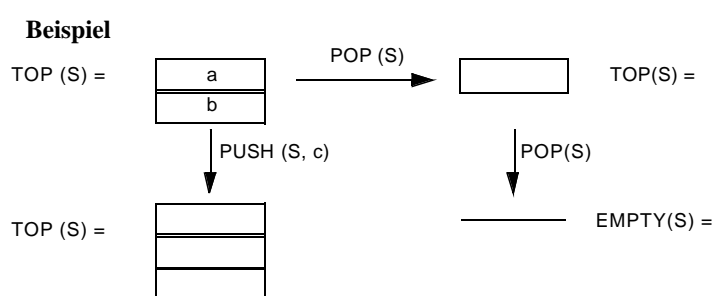 Beispiel
POP (S)
TOP (S) =
a
TOP(S) =
b
PUSH (S, c)
POP(S)
TOP (S) =
EMPTY(S) =